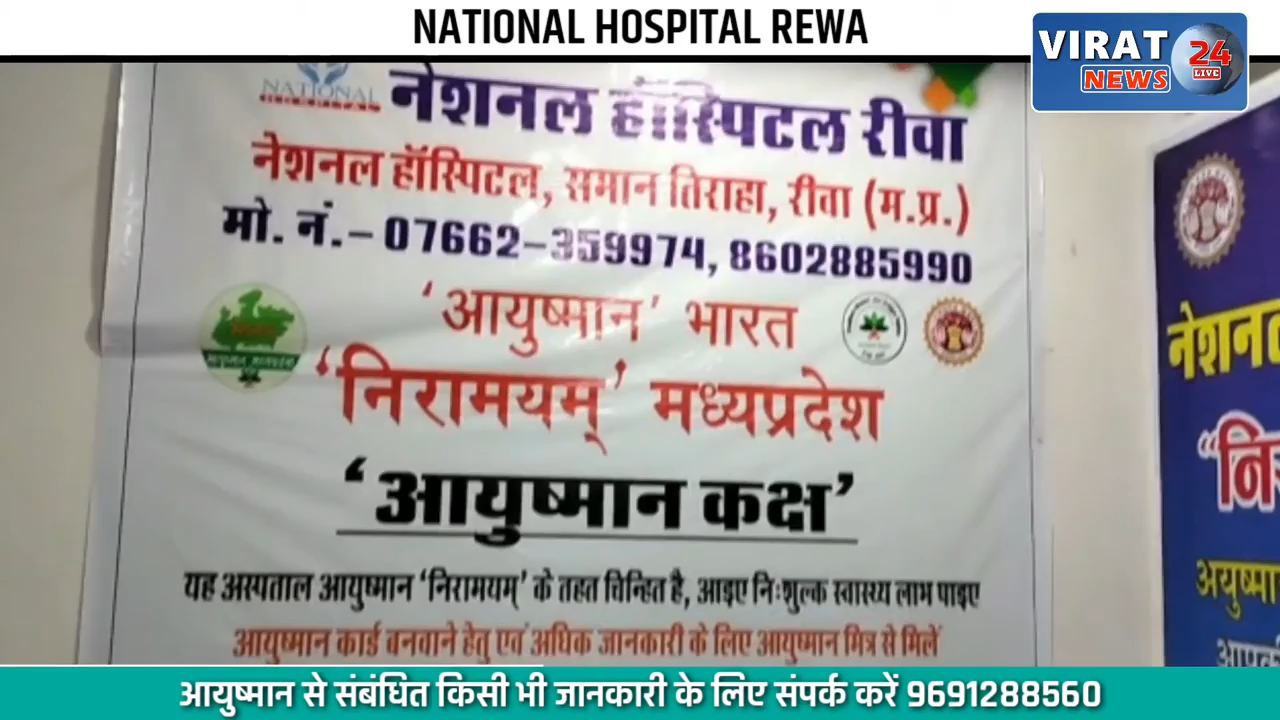 NATIONAL HOSPITAL REWA
VIRAT
24
NEWS
LIVE
NATIONAL
HOSPITAL
नेशनल हॉस्पिटल रीवा
नेशनल हॉस्पिटल, समान तिराहा, रीवा (म.प्र.)
मो. नं.– 07662–359974, 8602885990
'आयुष्मान' भारत
'निरामयम्' मध्यप्रदेश
'आयुष्मान कक्ष'
यह अस्पताल आयुष्मान 'निरामयम्' के तहत चिन्हित है, आइए निःशुल्क स्वास्थ्य लाभ पाइए
आयुष्मान कार्ड बनवाने हेतु एवं अधिक जानकारी के लिए आयुष्मान मित्र से मिलें
आयुष्मान से संबंधित किसी भी जानकारी के लिए संपर्क करें 9691288560